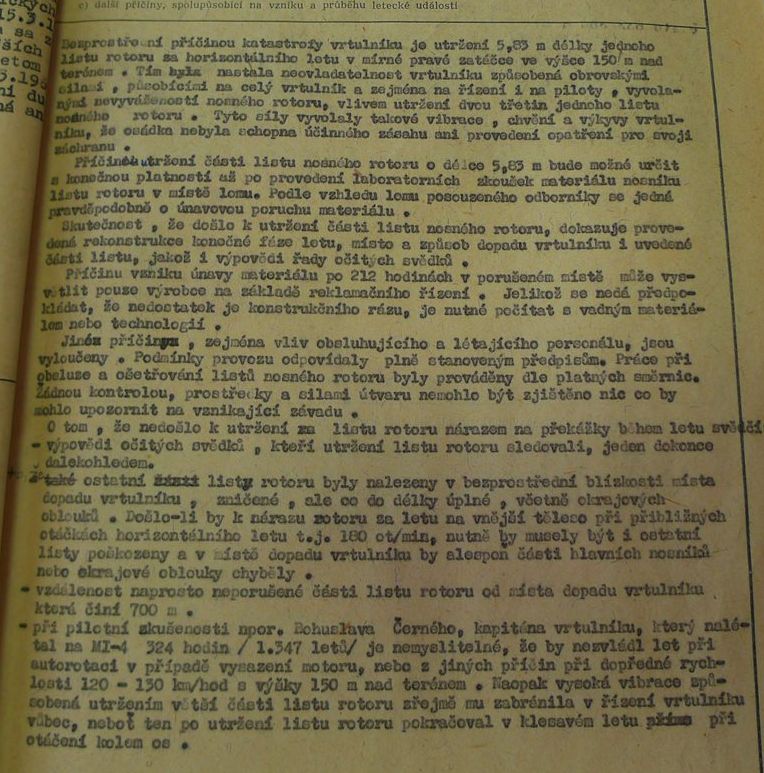 c) další příčiny, spolupůsobící na vzniku a průběhu letecké události
15.3.1
Bezprostřední příčinou katastrofy vrtulníku je utržení 5,83 m délky jednoho
listu rotoru za horizontálního letu v mírné pravé zatáčce ve výšce 150 m nad
terénem . Tím byla nastala neovladatelnost vrtulníku způsobená obrovskými
silami , působícími na celý vrtulník a zejména na řízení i na piloty , vyvola-
nými nevyvážeností nosného rotoru, vlivem utržení dvou třetin jednoho listu
nosného rotoru . Tyto síly vyvolaly takové vibrace , chvění a výkyvy vrtul-
níku, že osádka nebyla schopna účinného zásahu ani provedení opatření pro svoji
záchranu .
Příčinu utržení části listu nosného rotoru o délce 5,83 m bude možné určit
s konečnou platností až po provedení laboratorních zkoušek materiálu nosníku
listu rotoru v místě lomu. Podle vzhledu lomu posouzeného odborníky se jedná
pravděpodobně o únavovou poruchu materiálu .
Skutečnost , že došlo k utržení části listu nosného rotoru, dokazuje prove-
dená rekonstrukce konečné fáze letu, místo a způsob dopadu vrtulníku i uvedené
části listu, jakož i výpovědi řady očitých svědků .
Příčinu vzniku únavy materiálu po 212 hodinách v porušeném místě může vys-
větlit pouze výrobce na základě reklamačního řízení . Jelikož se nedá předpo-
kládat, že nedostatek je konstrukčního rázu, je nutné počítat s vadným materiá-
lem nebo technologií .
Jiné příčiny , zejména vliv obsluhujícího a létajícího personálu, jsou
vyloučeny . Podmínky provozu odpovídaly plně stanoveným předpisům. Práce při
obsluze a ošetřování listů nosného rotoru byly prováděny dle platných směrnic.
Žádnou kontrolou, prostředky a silami útvaru nemohlo být zjištěno nic co by
mohlo upozornit na vznikající závadu .
O tom , že nedošlo k utržení listu rotoru nárazem na překážky během letu svědčí
- výpovědi očitých svědků , kteří utržení listu rotoru sledovali, jeden dokonce
dalekohledem.
- také ostatní listy rotoru byly nalezeny v bezprostřední blízkosti místa
dopadu vrtulníku , zničené , ale co do délky úplné , včetně okrajových
oblouků . Došlo-li by k nárazu rotoru za letu na vnější těleso při přibližných
otáčkách horizontálního letu t.j. 180 ot/min, nutně by musely být i ostatní
listy poškozeny a v místě dopadu vrtulníku by alespoň části hlavních nosníků
nebo okrajové oblouky chyběly .
- vzdálenost naprosto neporušené části listu rotoru od místa dopadu vrtulníku
která činí 700 m .
- při pilotní zkušenosti npor. Bohuslava Černého, kapitána vrtulníku, který nalé-
tal na MI-4 324 hodin / 1.347 letů/ je nemyslitelné, že by nezvládl let při
autorotaci v případě vysazení motoru, nebo z jiných příčin při dopředné rych-
losti 120 - 130 km/hod s výšky 150 m nad terénem . Naopak vysoká vibrace způ-
sobená utržením větší části listu rotoru zřejmě mu zabránila v řízení vrtulníku
vůbec, neboť ten po utržení listu rotoru pokračoval v klesavém letu při
otáčení kolem os .